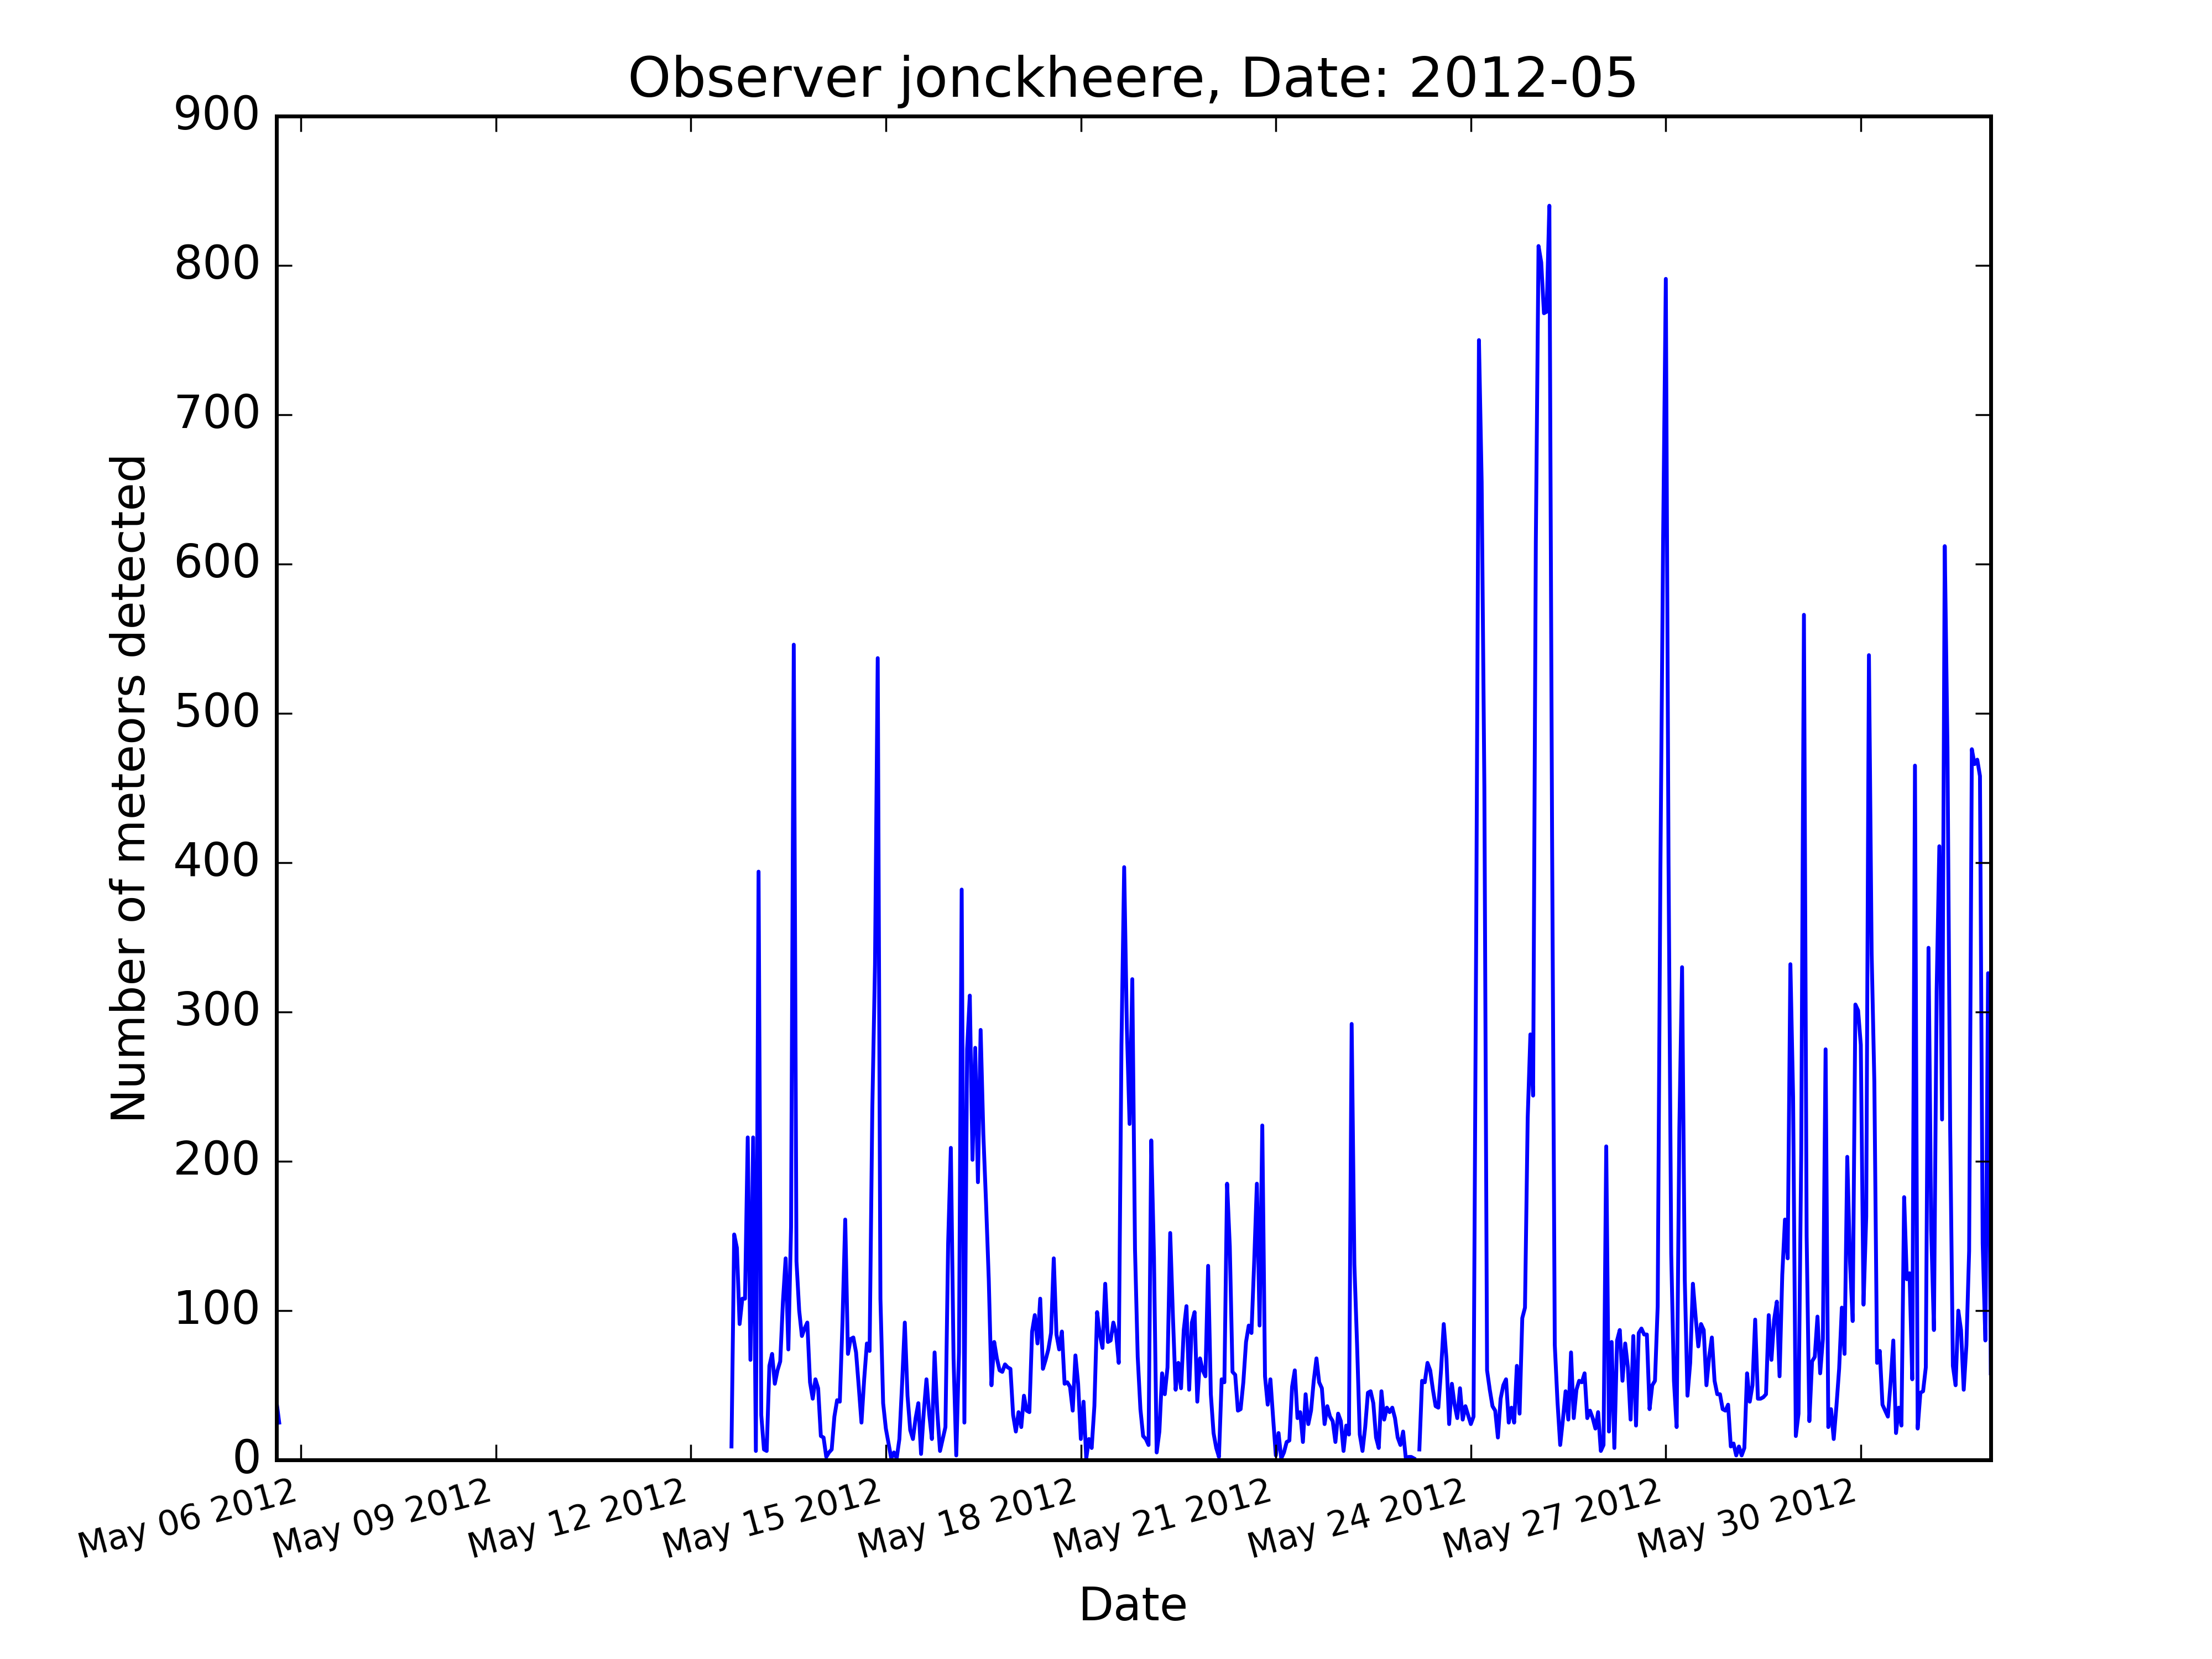 Observer jonckheere, Date: 2012-05
900
800
700
600
500
400
300
200
100
0
Number of meteors detected
May 06 2012
May 09 2012
May 12 2012
May 15 2012
May 18 2012
May 21 2012
May 24 2012
May 27 2012
May 30 2012
Date